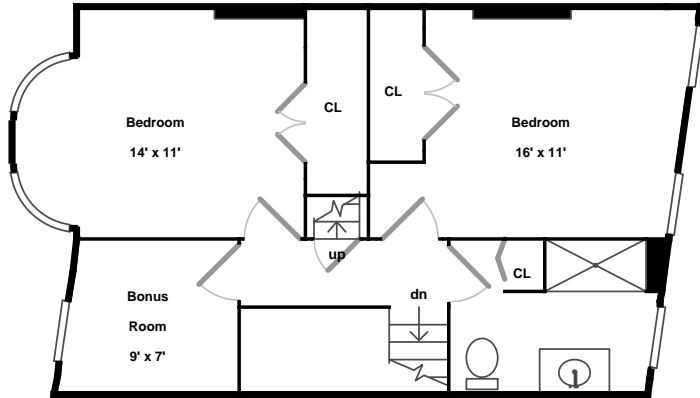 Bedroom
14' x 11'
CL
CL
Bedroom
16' x 11'
up
CL
dn
Bonus
Room
9' x 7'